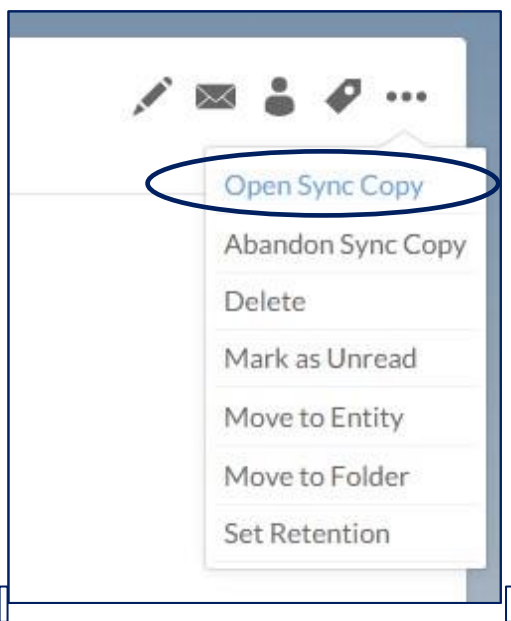 Open Sync Copy
Abandon Sync Copy
Delete
Mark as Unread
Move to Entity
Move to Folder
Set Retention